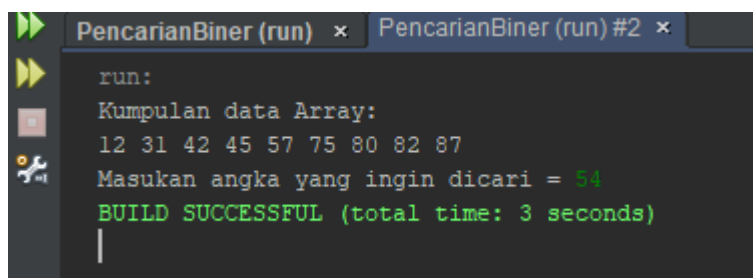 PencarianBiner (run) × PencarianBiner (run) #2 ×
run:
Kumpulan data Array:
12 31 42 45 57 75 80 82 87
Masukan angka yang ingin dicari = 54
BUILD SUCCESSFUL (total time: 3 seconds)